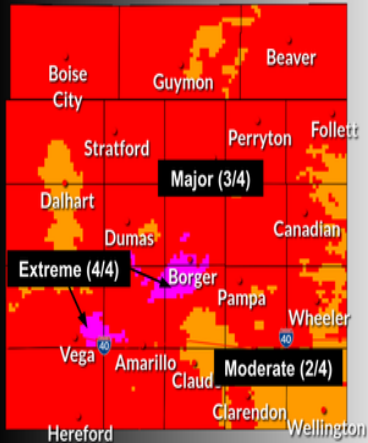 Beaver
Boise
City
Guymon
Perryton
Follett
Stratford
Major (3/4)
Dalhart
Canadian
Dumas
Extreme (4/4)
Borger
Pampa
Wheeler
40
40
Vega
Amarillo
Moderate (2/4)
Claud
Clarendon
Wellington
Hereford